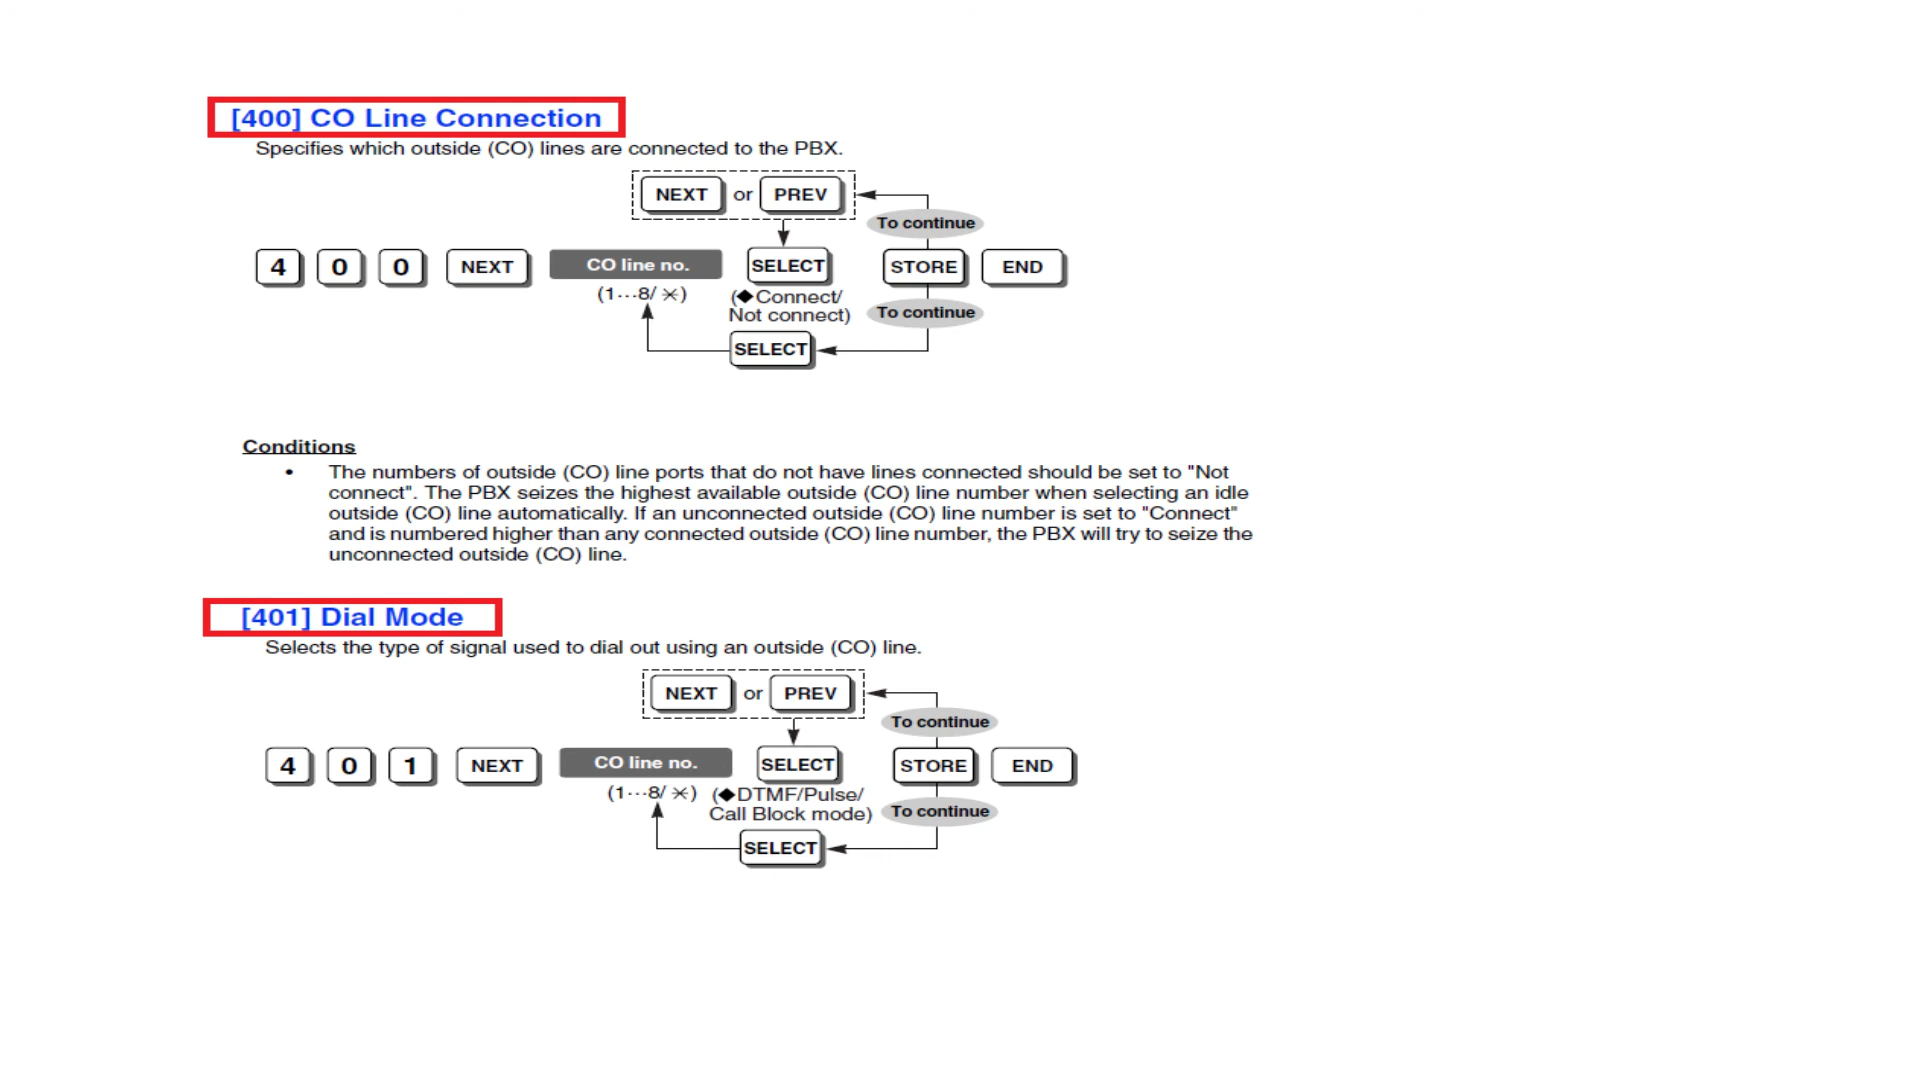 [400] CO Line Connection
Specifies which outside (CO) lines are connected to the PBX.
NEXT or PREV
To continue
4 0 0 NEXT CO line no. SELECT STORE END
(1···8/ ✳) (◆Connect/
Not connect) To continue
SELECT
Conditions
• The numbers of outside (CO) line ports that do not have lines connected should be set to "Not
connect". The PBX seizes the highest available outside (CO) line number when selecting an idle
outside (CO) line automatically. If an unconnected outside (CO) line number is set to "Connect"
and is numbered higher than any connected outside (CO) line number, the PBX will try to seize the
unconnected outside (CO) line.
[401] Dial Mode
Selects the type of signal used to dial out using an outside (CO) line.
NEXT or PREV
To continue
4 0 1 NEXT CO line no. SELECT STORE END
(1···8/ ✳) (◆DTMF/Pulse/
Call Block mode) To continue
SELECT